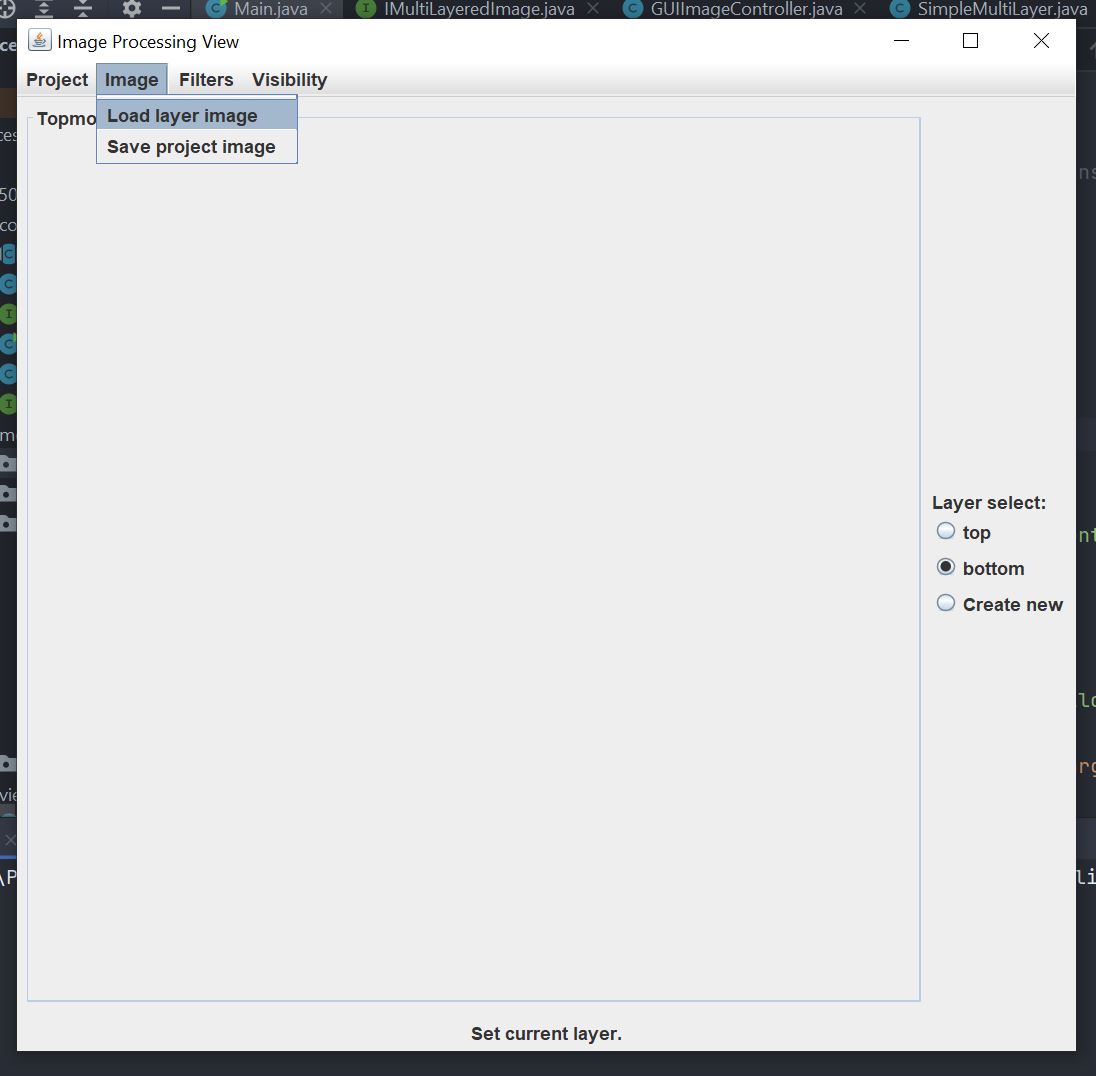 Main.java IMultiLayeredImage.java GUIImageController.java SimpleMultiLayer.java
Image Processing View
Project Image Filters Visibility
Load layer image
Topmo
Save project image
Layer select:
top
bottom
Create new
Set current layer.